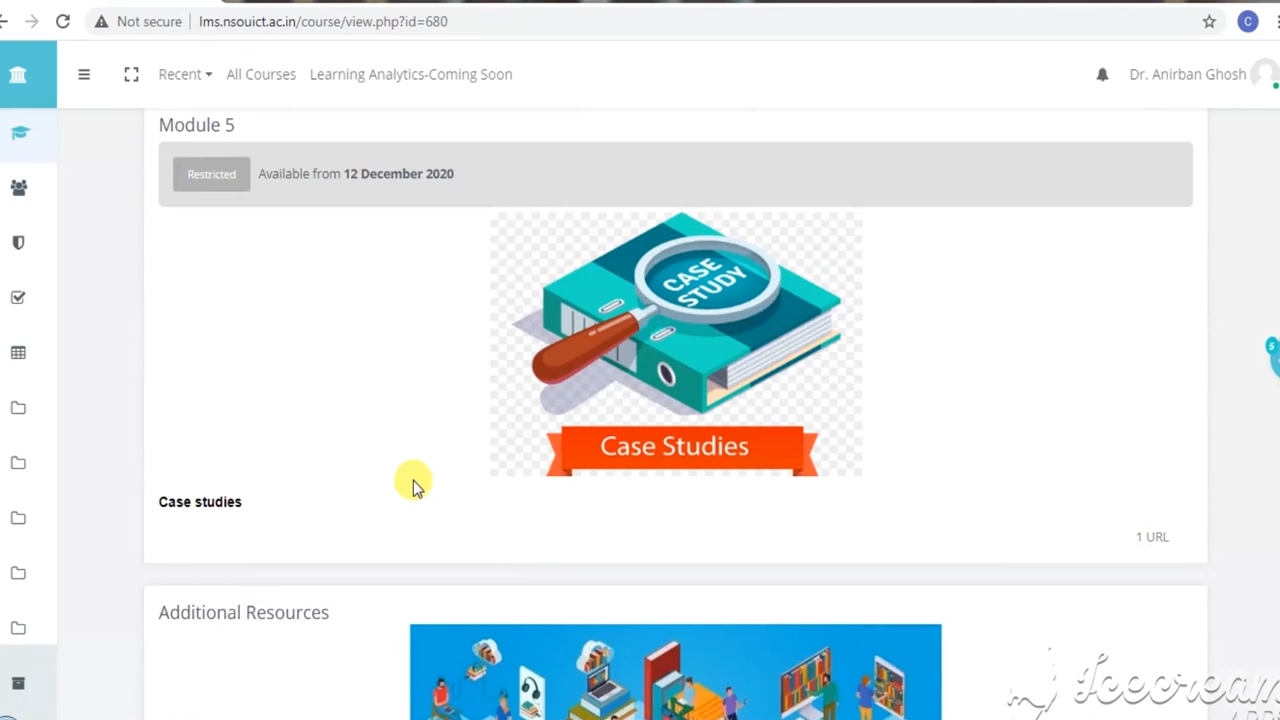 Not secure
lms.nsouict.ac.in/course/view.php?id=680
C
Recent
All Courses
Learning Analytics-Coming Soon
Dr. Anirban Ghosh
Module 5
Restricted
Available from 12 December 2020
CASE
STUDY
5
Case Studies
Case studies
1 URL
Additional Resources
Icecream